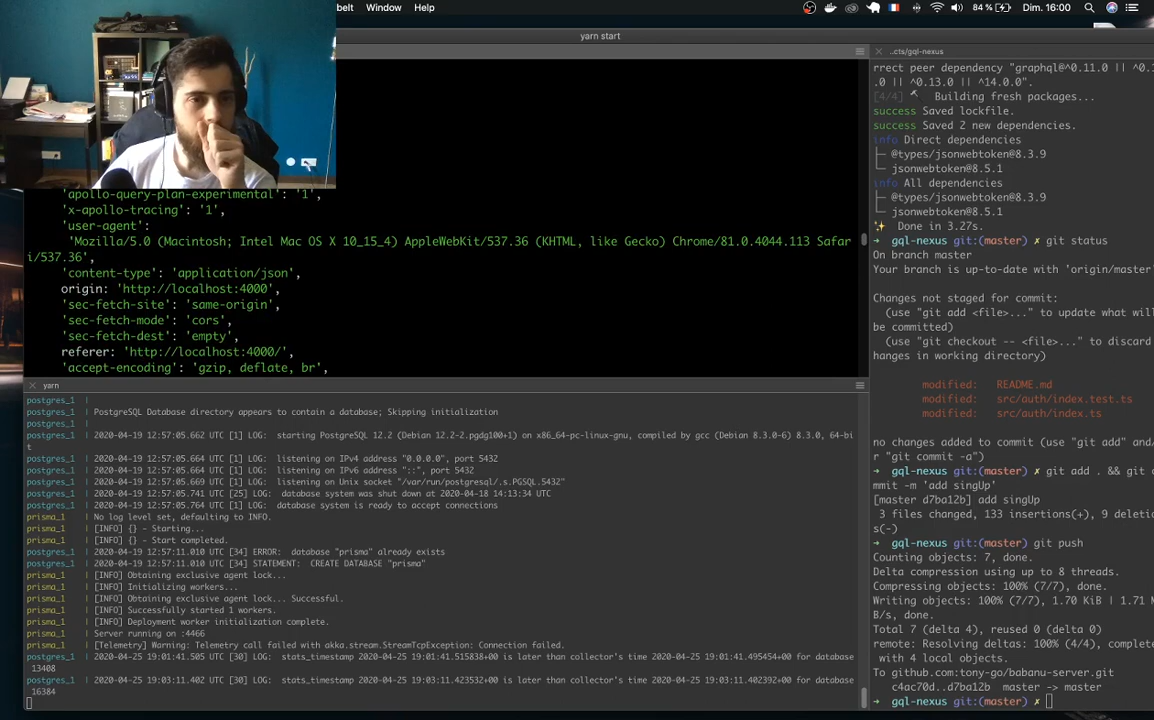 belt Window Help
84 % Dim. 16:00
yarn start
'apollo-query-plan-experimental': '1',
'x-apollo-tracing': '1',
'user-agent':
'Mozilla/5.0 (Macintosh; Intel Mac OS X 10_15_4) AppleWebKit/537.36 (KHTML, like Gecko) Chrome/81.0.4044.113 Safar
i/537.36',
'content-type': 'application/json',
origin: 'http://localhost:4000',
'sec-fetch-site': 'same-origin',
'sec-fetch-mode': 'cors',
'sec-fetch-dest': 'empty',
referer: 'http://localhost:4000/',
'accept-encoding': 'gzip, deflate, br',
yarn
postgres_1 |
postgres_1 | PostgreSQL Database directory appears to contain a database; Skipping initialization
postgres_1 |
postgres_1 | 2020-04-19 12:57:05.662 UTC [1] LOG: starting PostgreSQL 12.2 (Debian 12.2-2.pgdg100+1) on x86_64-pc-linux-gnu, compiled by gcc (Debian 8.3.0-6) 8.3.0, 64-bi
t
postgres_1 | 2020-04-19 12:57:05.664 UTC [1] LOG: listening on IPv4 address "0.0.0.0", port 5432
postgres_1 | 2020-04-19 12:57:05.664 UTC [1] LOG: listening on IPv6 address "::", port 5432
postgres_1 | 2020-04-19 12:57:05.669 UTC [1] LOG: listening on Unix socket "/var/run/postgresql/.s.PGSQL.5432"
postgres_1 | 2020-04-19 12:57:05.741 UTC [25] LOG: database system was shut down at 2020-04-18 14:13:34 UTC
postgres_1 | 2020-04-19 12:57:05.765 UTC [1] LOG: database system is ready to accept connections
prisma_1 | No log level set, defaulting to INFO.
prisma_1 | [INFO] {} - Starting...
prisma_1 | [INFO] {} - Start completed.
postgres_1 | 2020-04-19 12:57:11.010 UTC [34] ERROR: database "prisma" already exists
postgres_1 | 2020-04-19 12:57:11.010 UTC [34] STATEMENT: CREATE DATABASE "prisma"
prisma_1 | [INFO] Obtaining exclusive agent lock...
prisma_1 | [INFO] Initializing workers...
prisma_1 | [INFO] Obtaining exclusive agent lock... Successful.
prisma_1 | [INFO] Successfully started 1 workers.
prisma_1 | [INFO] Deployment worker initialization complete.
prisma_1 | Server running on :4466
prisma_1 | [Telemetry] Warning: Telemetry call failed with akka.stream.StreamTcpException: Connection failed.
postgres_1 | 2020-04-25 19:01:41.505 UTC [30] LOG: stats_timestamp 2020-04-25 19:01:41.515838+00 is later than collector's time 2020-04-25 19:01:41.495454+00 for database
13408
postgres_1 | 2020-04-25 19:03:11.402 UTC [30] LOG: stats_timestamp 2020-04-25 19:03:11.423532+00 is later than collector's time 2020-04-25 19:03:11.402392+00 for database
16384
..cts/gql-nexus
rrect peer dependency "graphql@^0.11.0 || ^0.1
.0 || ^0.13.0 || ^14.0.0".
[4/4] Building fresh packages...
success Saved lockfile.
success Saved 2 new dependencies.
info Direct dependencies
├─ @types/jsonwebtoken@8.3.9
└─ jsonwebtoken@8.5.1
info All dependencies
├─ @types/jsonwebtoken@8.3.9
└─ jsonwebtoken@8.5.1
✨ Done in 3.27s.
➜ gql-nexus git:(master) ✗ git status
On branch master
Your branch is up-to-date with 'origin/master'
Changes not staged for commit:
(use "git add <file>..." to update what will
be committed)
(use "git checkout -- <file>..." to discard
hanges in working directory)
modified: README.md
modified: src/auth/index.test.ts
modified: src/auth/index.ts
no changes added to commit (use "git add" and/
r "git commit -a")
➜ gql-nexus git:(master) ✗ git add . && git c
mmit -m 'add singUp'
[master d7ba12b] add singUp
3 files changed, 133 insertions(+), 9 deletio
s(-)
➜ gql-nexus git:(master) git push
Counting objects: 7, done.
Delta compression using up to 8 threads.
Compressing objects: 100% (7/7), done.
Writing objects: 100% (7/7), 1.70 KiB | 1.71 M
B/s, done.
Total 7 (delta 4), reused 0 (delta 0)
remote: Resolving deltas: 100% (4/4), complete
with 4 local objects.
To github.com:tony-go/babanu-server.git
c4ac70d..d7ba12b master -> master
➜ gql-nexus git:(master) ✗